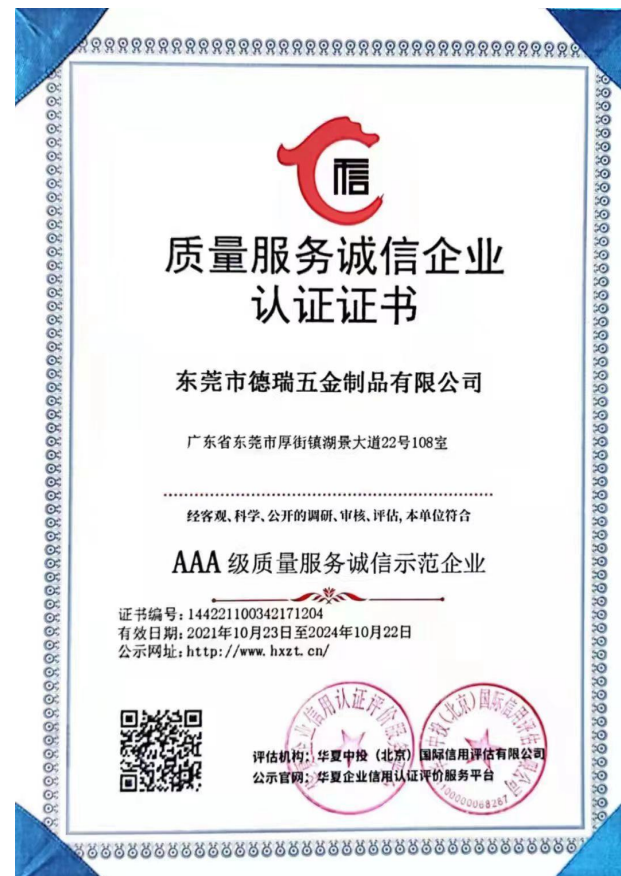 信
质量服务诚信企业
认证证书
东莞市德瑞五金制品有限公司
广东省东莞市厚街镇湖景大道22号108室
经客观、科学、公开的调研、审核、评估,本单位符合
AAA级质量服务诚信示范企业
证书编号:144221100342171204
有效日期:2021年10月23日至2024年10月22日
公示网址:http://www.hxzt.cn/
评估机构:华夏中投(北京)国际信用评估有限公司
公示官网:华夏企业信用认证评价服务平台